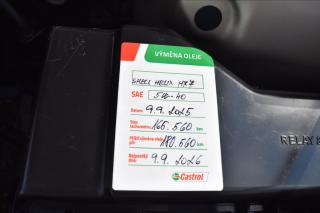 VÝMĚNA OLEJE
SHELL HELIX HX7
SAE 5W-40
Datum: 9.9.2025
Stav tachometru: 165.560 km
Příští výměna oleje při: 180.560 km
Nejpozději dne: 9.9.2026
Castrol
RELAY